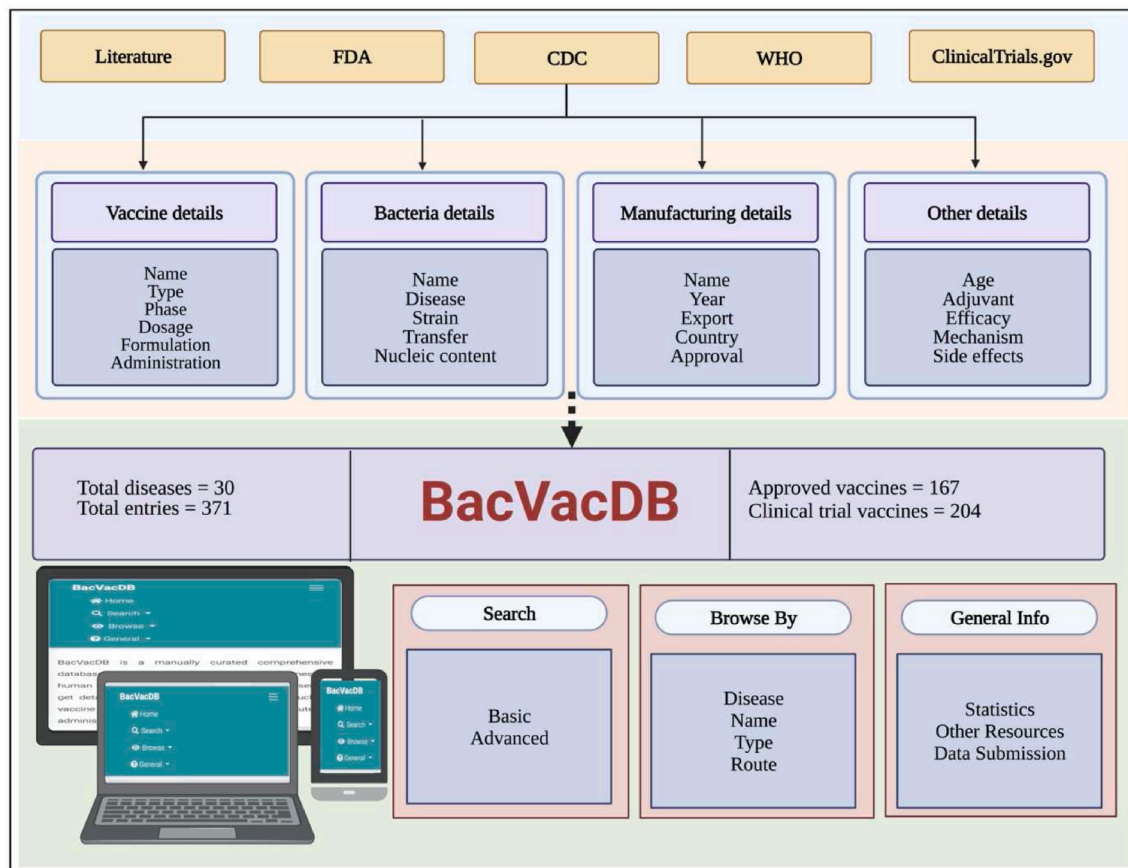 Literature
FDA
CDC
WHO
ClinicalTrials.gov
Vaccine details
Name
Type
Phase
Dosage
Formulation
Administration
Bacteria details
Name
Disease
Strain
Transfer
Nucleic content
Manufacturing details
Name
Year
Export
Country
Approval
Other details
Age
Adjuvant
Efficacy
Mechanism
Side effects
Total diseases = 30
Total entries = 371
BacVacDB
Approved vaccines = 167
Clinical trial vaccines = 204
BacVacDB
Home
Search
Browse
General
BacVacDB is a manually curated comprehensive
human
vaccine
BacVacDB
Home
Search
Browse
General
BacVacDB
Home
Search
Browse
General
Search
Basic
Advanced
Browse By
Disease
Name
Type
Route
General Info
Statistics
Other Resources
Data Submission